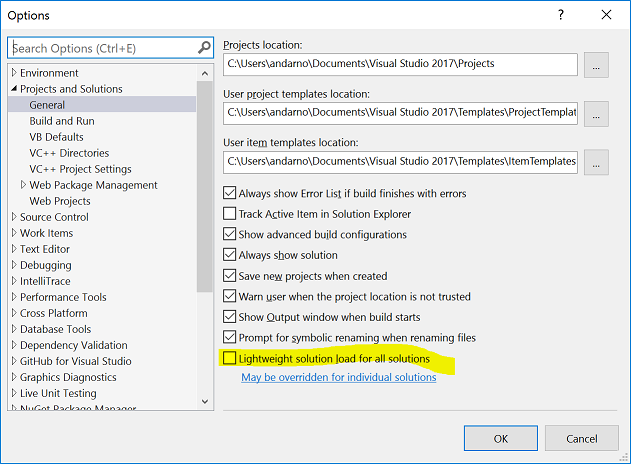 Options
?
Search Options (Ctrl+E)
Environment
Projects and Solutions
General
Build and Run
VB Defaults
VC++ Directories
VC++ Project Settings
Web Package Management
Web Projects
Source Control
Work Items
Text Editor
Debugging
IntelliTrace
Performance Tools
Cross Platform
Database Tools
Dependency Validation
GitHub for Visual Studio
Graphics Diagnostics
Live Unit Testing
NuGet Package Manager
Projects location:
C:\Users\andarno\Documents\Visual Studio 2017\Projects
...
User project templates location:
C:\Users\andarno\Documents\Visual Studio 2017\Templates\ProjectTemplat
...
User item templates location:
C:\Users\andarno\Documents\Visual Studio 2017\Templates\ItemTemplates
...
Always show Error List if build finishes with errors
Track Active Item in Solution Explorer
Show advanced build configurations
Always show solution
Save new projects when created
Warn user when the project location is not trusted
Show Output window when build starts
Prompt for symbolic renaming when renaming files
Lightweight solution load for all solutions
May be overridden for individual solutions
OK
Cancel